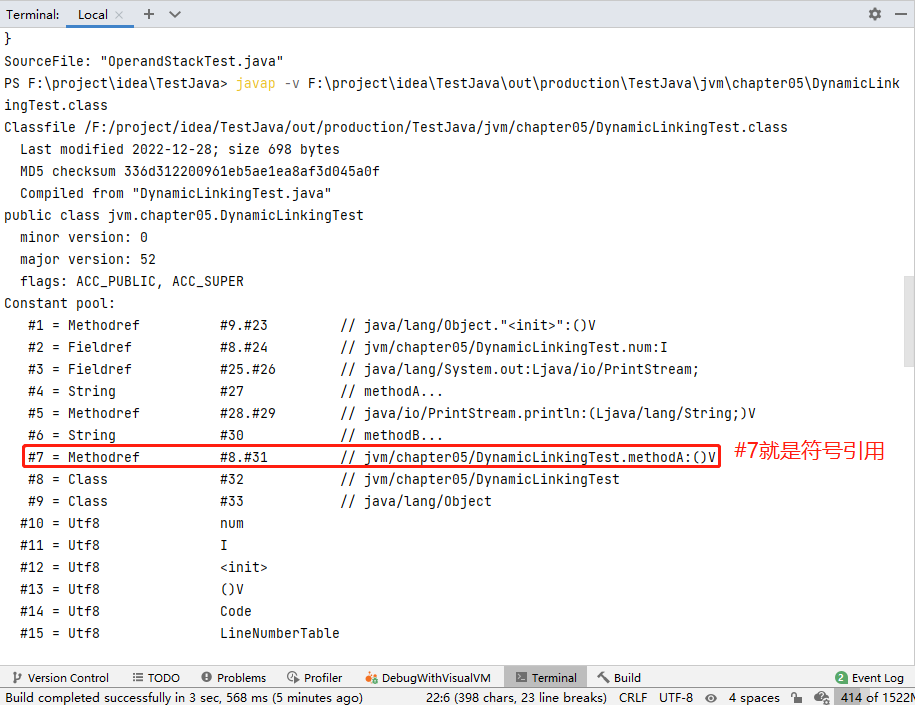 Terminal: Local × + 
}
SourceFile: "OperandStackTest.java"
PS F:\project\idea\TestJava> javap -v F:\project\idea\TestJava\out\production\TestJava\jvm\chapter05\DynamicLink
ingTest.class
Classfile /F:/project/idea/TestJava/out/production/TestJava/jvm/chapter05/DynamicLinkingTest.class
  Last modified 2022-12-28; size 698 bytes
  MD5 checksum 336d312200961eb5ae1ea8af3d045a0f
  Compiled from "DynamicLinkingTest.java"
public class jvm.chapter05.DynamicLinkingTest
  minor version: 0
  major version: 52
  flags: ACC_PUBLIC, ACC_SUPER
Constant pool:
   #1 = Methodref          #9.#23         // java/lang/Object."<init>":()V
   #2 = Fieldref           #8.#24         // jvm/chapter05/DynamicLinkingTest.num:I
   #3 = Fieldref           #25.#26        // java/lang/System.out:Ljava/io/PrintStream;
   #4 = String             #27            // methodA...
   #5 = Methodref          #28.#29        // java/io/PrintStream.println:(Ljava/lang/String;)V
   #6 = String             #30            // methodB...
   #7 = Methodref          #8.#31         // jvm/chapter05/DynamicLinkingTest.methodA:()V #7就是符号引用
   #8 = Class              #32            // jvm/chapter05/DynamicLinkingTest
   #9 = Class              #33            // java/lang/Object
  #10 = Utf8               num
  #11 = Utf8               I
  #12 = Utf8               <init>
  #13 = Utf8               ()V
  #14 = Utf8               Code
  #15 = Utf8               LineNumberTable
Version Control TODO Problems Profiler DebugWithVisualVM Terminal Build 2 Event Log
Build completed successfully in 3 sec, 568 ms (5 minutes ago) 22:6 (398 chars, 23 line breaks) CRLF UTF-8 4 spaces 414 of 1522M